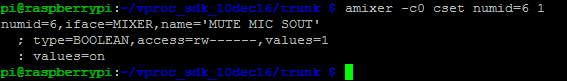 pi@raspberrypi:~/vproc_sdk_10dec16/trunk $ amixer -c0 cset numid=6 1
numid=6,iface=MIXER,name='MUTE MIC SOUT'
; type=BOOLEAN,access=rw------,values=1
: values=on
pi@raspberrypi:~/vproc_sdk_10dec16/trunk $